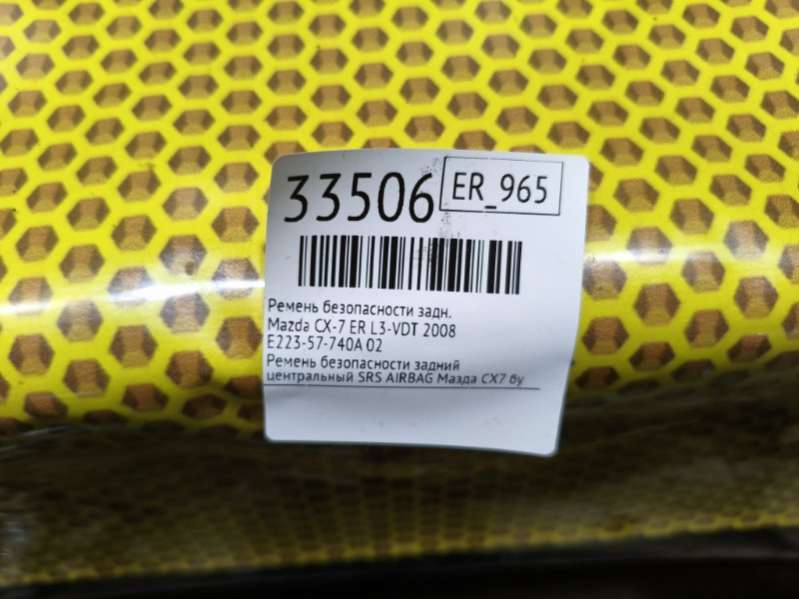 33506
ER_965
Ремень безопасности задн.
Mazda CX-7 ER L3-VDT 2008
E223-57-740A 02
Ремень безопасности задний
центральный SRS AIRBAG Мазда СХ7 бу